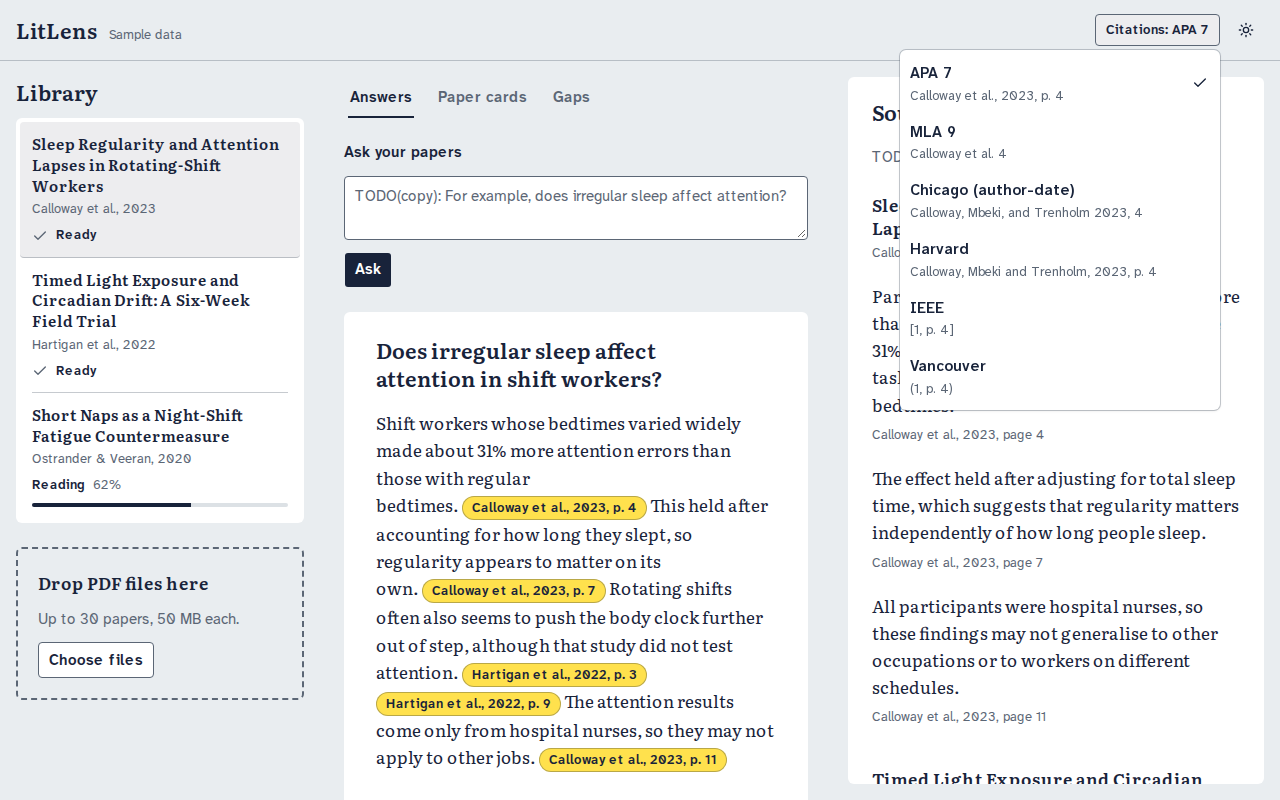 LitLens Sample data
Citations: APA 7
Library
Sleep Regularity and Attention
Lapses in Rotating-Shift
Workers
Calloway et al., 2023
Ready
Timed Light Exposure and
Circadian Drift: A Six-Week
Field Trial
Hartigan et al., 2022
Ready
Short Naps as a Night-Shift
Fatigue Countermeasure
Ostrander & Veeran, 2020
Reading 62%
Drop PDF files here
Up to 30 papers, 50 MB each.
Choose files
Answers Paper cards Gaps
Ask your papers
TODO(copy): For example, does irregular sleep affect attention?
Ask
Does irregular sleep affect
attention in shift workers?
Shift workers whose bedtimes varied widely
made about 31% more attention errors than
those with regular
bedtimes. Calloway et al., 2023, p. 4 This held after
accounting for how long they slept, so
regularity appears to matter on its
own. Calloway et al., 2023, p. 7 Rotating shifts
often also seems to push the body clock further
out of step, although that study did not test
attention. Hartigan et al., 2022, p. 3
Hartigan et al., 2022, p. 9 The attention results
come only from hospital nurses, so they may not
apply to other jobs. Calloway et al., 2023, p. 11
APA 7
Calloway et al., 2023, p. 4
MLA 9
Calloway et al. 4
Chicago (author-date)
Calloway, Mbeki, and Trenholm 2023, 4
Harvard
Calloway, Mbeki and Trenholm, 2023, p. 4
IEEE
[1, p. 4]
Vancouver
(1, p. 4)
31%
bedtimes.
Calloway et al., 2023, page 4
The effect held after adjusting for total sleep
time, which suggests that regularity matters
independently of how long people sleep.
Calloway et al., 2023, page 7
All participants were hospital nurses, so
these findings may not generalise to other
occupations or to workers on different
schedules.
Calloway et al., 2023, page 11
Timed Light Exposure and Circadian